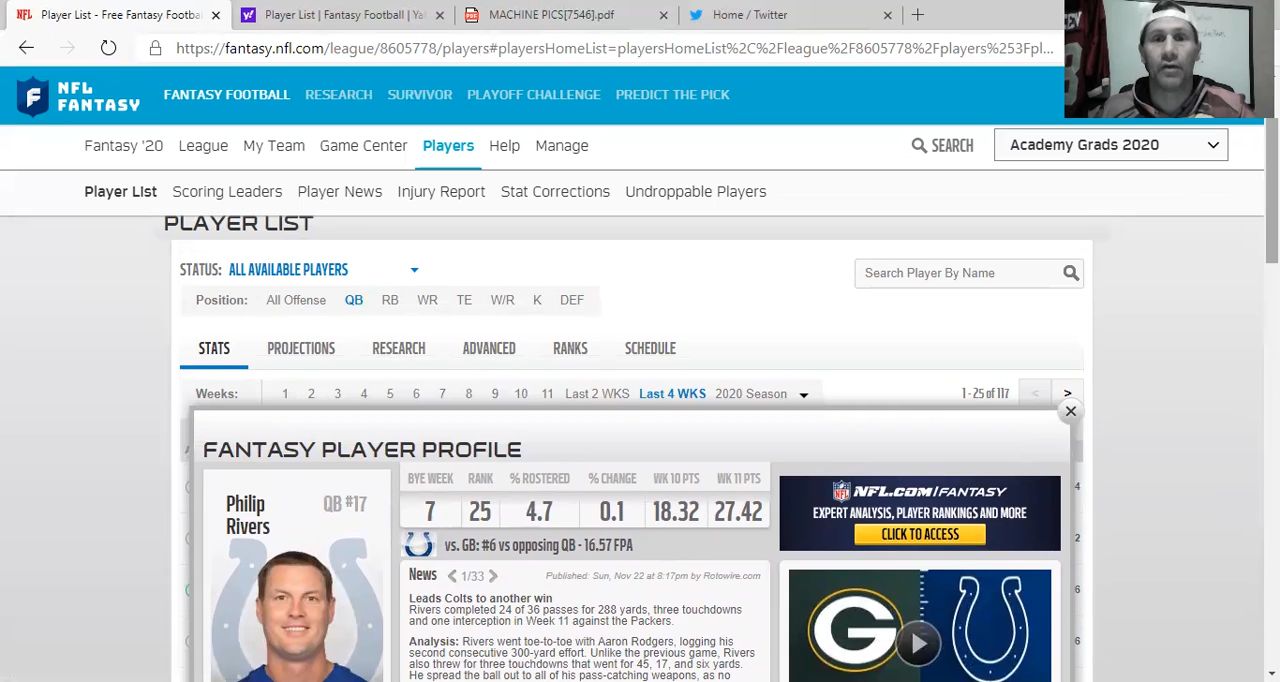 Player List - Free Fantasy Footba
Player List | Fantasy Football | Ya
MACHINE PICS[7546].pdf
Home / Twitter
https://fantasy.nfl.com/league/8605778/players#playersHomeList=playersHomeList%2C%2Fleague%2F8605778%2Fplayers%253Fpl...
NFL FANTASY
FANTASY FOOTBALL RESEARCH SURVIVOR PLAYOFF CHALLENGE PREDICT THE PICK
Fantasy '20 League My Team Game Center Players Help Manage
SEARCH
Academy Grads 2020
Player List Scoring Leaders Player News Injury Report Stat Corrections Undroppable Players
PLAYER LIST
STATUS: ALL AVAILABLE PLAYERS
Search Player By Name
Position: All Offense QB RB WR TE W/R K DEF
STATS PROJECTIONS RESEARCH ADVANCED RANKS SCHEDULE
Weeks: 1 2 3 4 5 6 7 8 9 10 11 Last 2 WKS Last 4 WKS 2020 Season
1-25 of 117 < >
FANTASY PLAYER PROFILE
Philip Rivers
QB #17
BYE WEEK RANK % ROSTERED % CHANGE WK 10 PTS WK 11 PTS
7 25 4.7 0.1 18.32 27.42
vs. GB: #6 vs opposing QB - 16.57 FPA
News 1/33
Published: Sun, Nov 22 at 8:17pm by Rotowire.com
Leads Colts to another win
Rivers completed 24 of 36 passes for 288 yards, three touchdowns
and one interception in Week 11 against the Packers.
Analysis: Rivers went toe-to-toe with Aaron Rodgers, logging his
second consecutive 300-yard effort. Unlike the previous game, Rivers
also threw for three touchdowns that went for 45, 17, and six yards.
He spread the ball out to all of his pass-catching weapons, as no
NFL.COM/FANTASY
EXPERT ANALYSIS, PLAYER RANKINGS AND MORE
CLICK TO ACCESS